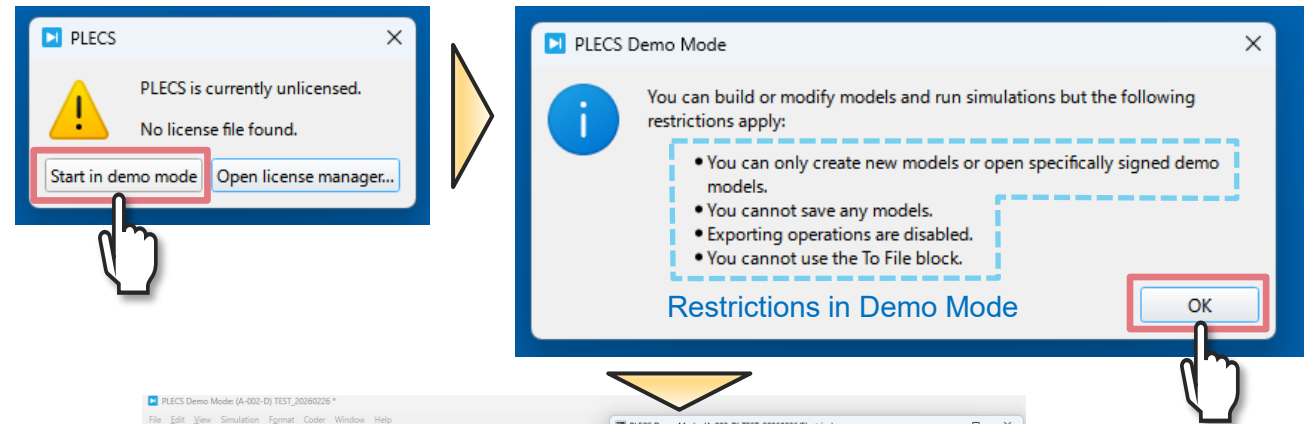 PLECS
PLECS is currently unlicensed.
No license file found.
Start in demo mode
Open license manager...
PLECS Demo Mode
You can build or modify models and run simulations but the following
restrictions apply:
• You can only create new models or open specifically signed demo
models.
• You cannot save any models.
• Exporting operations are disabled.
• You cannot use the To File block.
Restrictions in Demo Mode
OK
PLECS Demo Mode: (A-002-D) TEST_20260226 *
File Edit View Simulation Format Coder Window Help